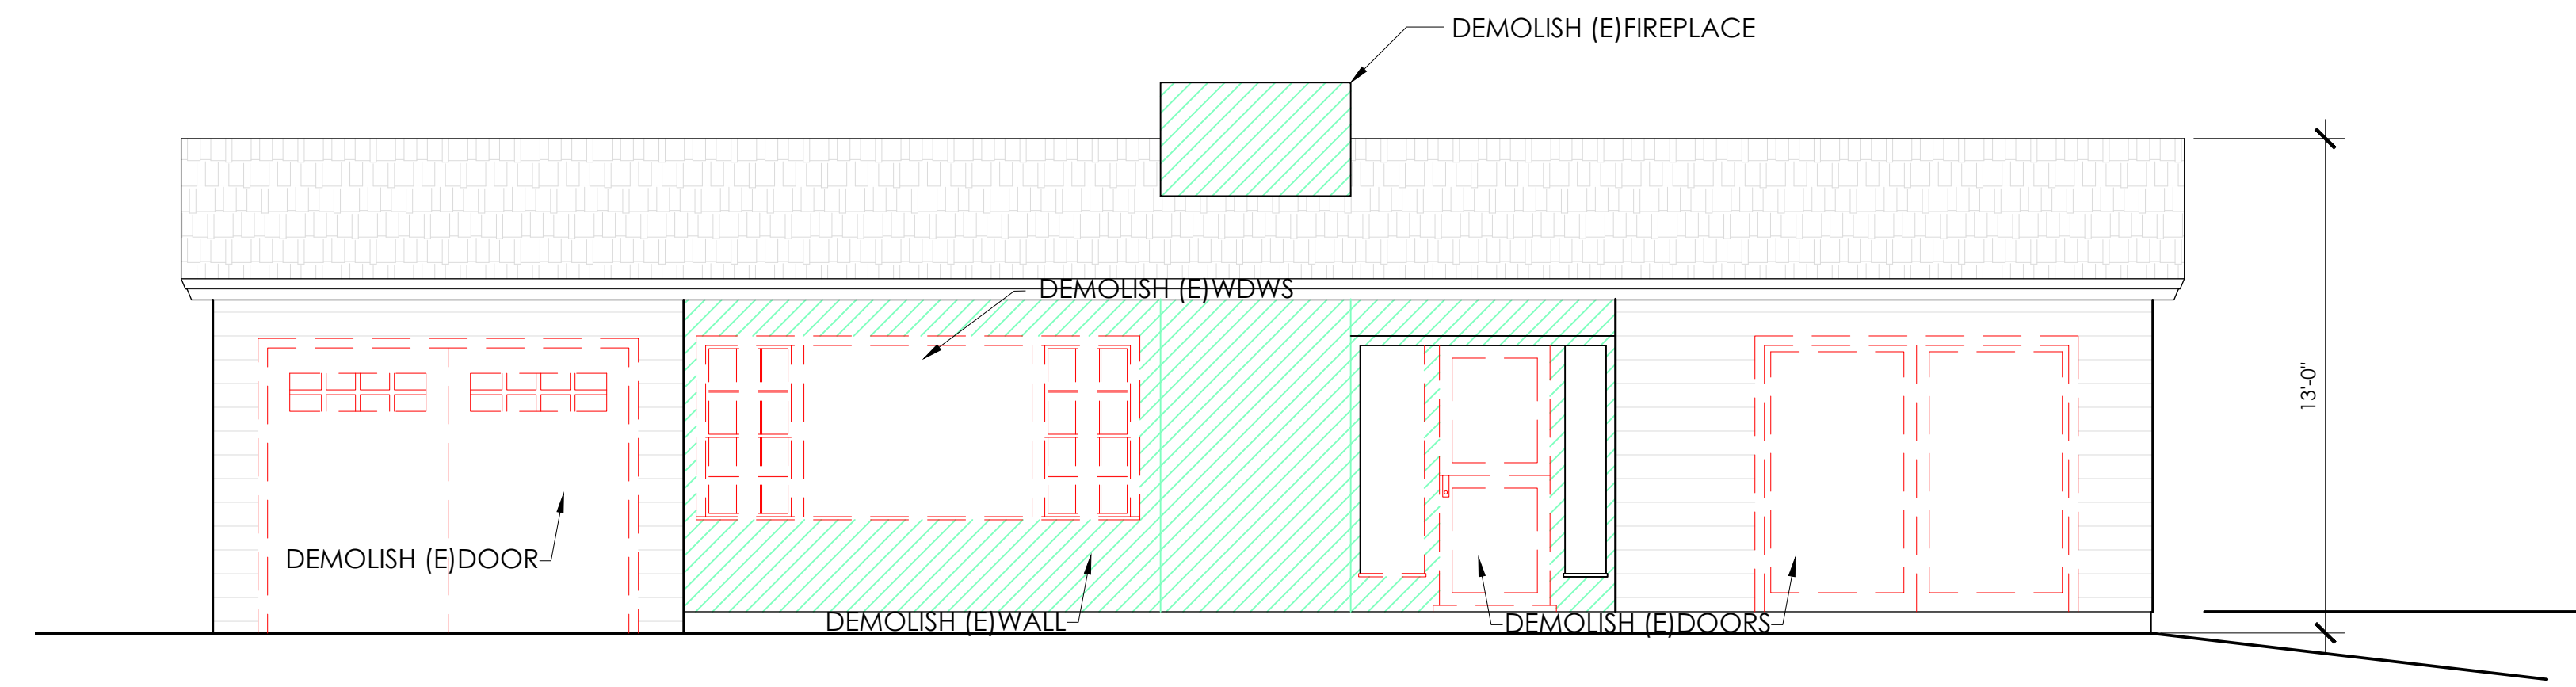 DEMOLISH (E)FIREPLACE
DEMOLISH (E)WDWS
13'-0"
DEMOLISH (E)DOOR
DEMOLISH (E)WALL
DEMOLISH (E)DOORS